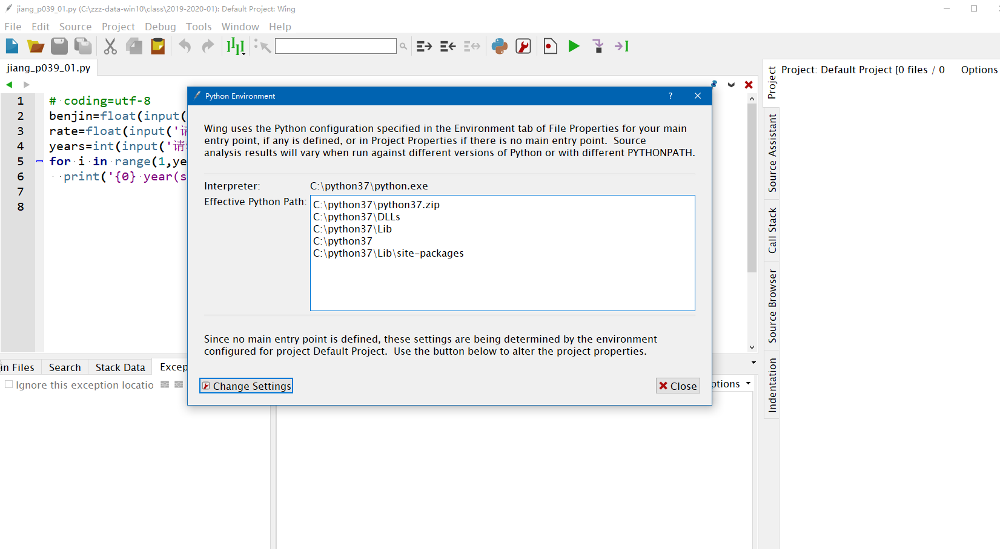 jiang_p039_01.py (C:\zzz-data-win10\class\2019-2020-01): Default Project: Wing
File Edit Source Project Debug Tools Window Help
jiang_p039_01.py
1 # coding=utf-8
2 benjin=float(input(
3 rate=float(input('请
4 years=int(input('请
5 for i in range(1,ye
6 print('{0} year(s
7
8
Python Environment
Wing uses the Python configuration specified in the Environment tab of File Properties for your main
entry point, if any is defined, or in Project Properties if there is no main entry point. Source
analysis results will vary when run against different versions of Python or with different PYTHONPATH.
Interpreter: C:\python37\python.exe
Effective Python Path:
C:\python37\python37.zip
C:\python37\DLLs
C:\python37\Lib
C:\python37
C:\python37\Lib\site-packages
Since no main entry point is defined, these settings are being determined by the environment
configured for project Default Project. Use the button below to alter the project properties.
Change Settings
Close
in Files Search Stack Data Excep
Ignore this exception locatio
ptions
Project
Source Assistant
Call Stack
Source Browser
Indentation
Project: Default Project [0 files / 0 Options